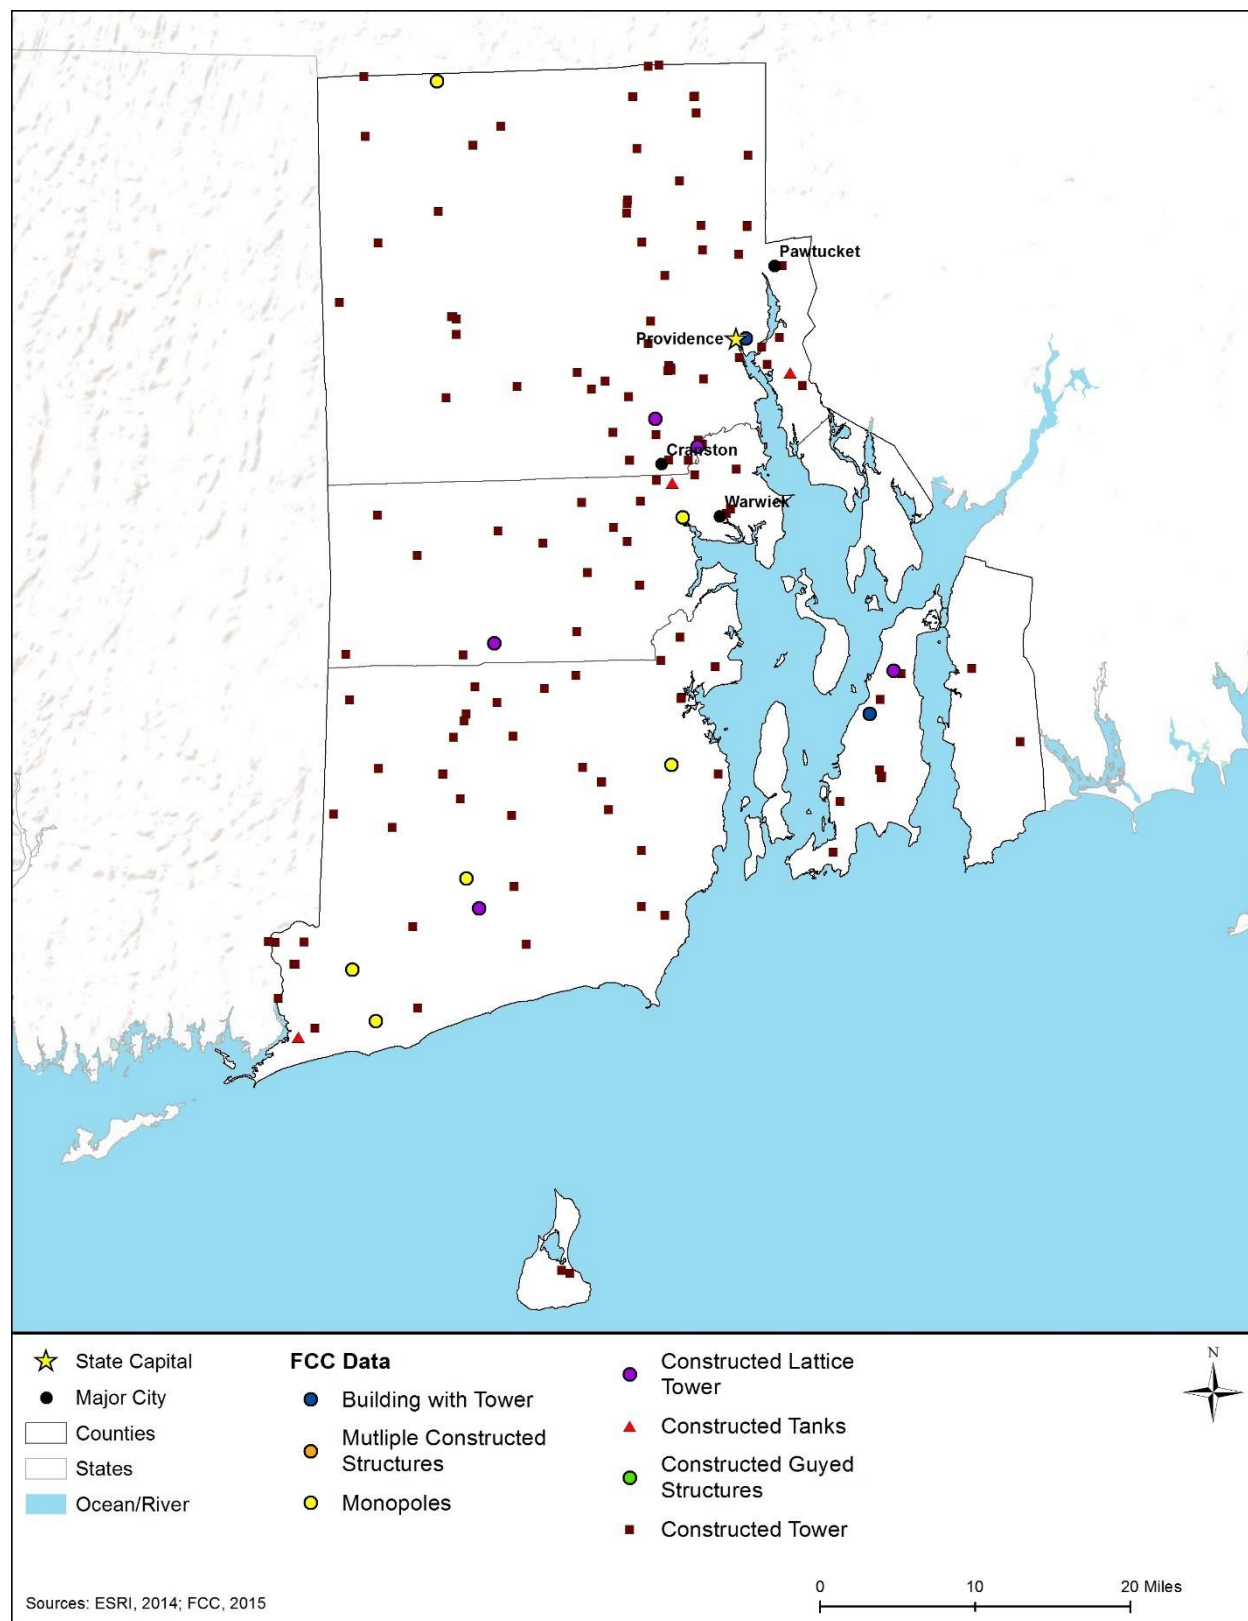 Pawtucket
Providence
Cranston
Warwick
State Capital
Major City
Counties
States
Ocean/River
FCC Data
Building with Tower
Mutliple Constructed
Structures
Monopoles
Constructed Lattice
Tower
Constructed Tanks
Constructed Guyed
Structures
Constructed Tower
N
0 10 20 Miles
Sources: ESRI, 2014; FCC, 2015